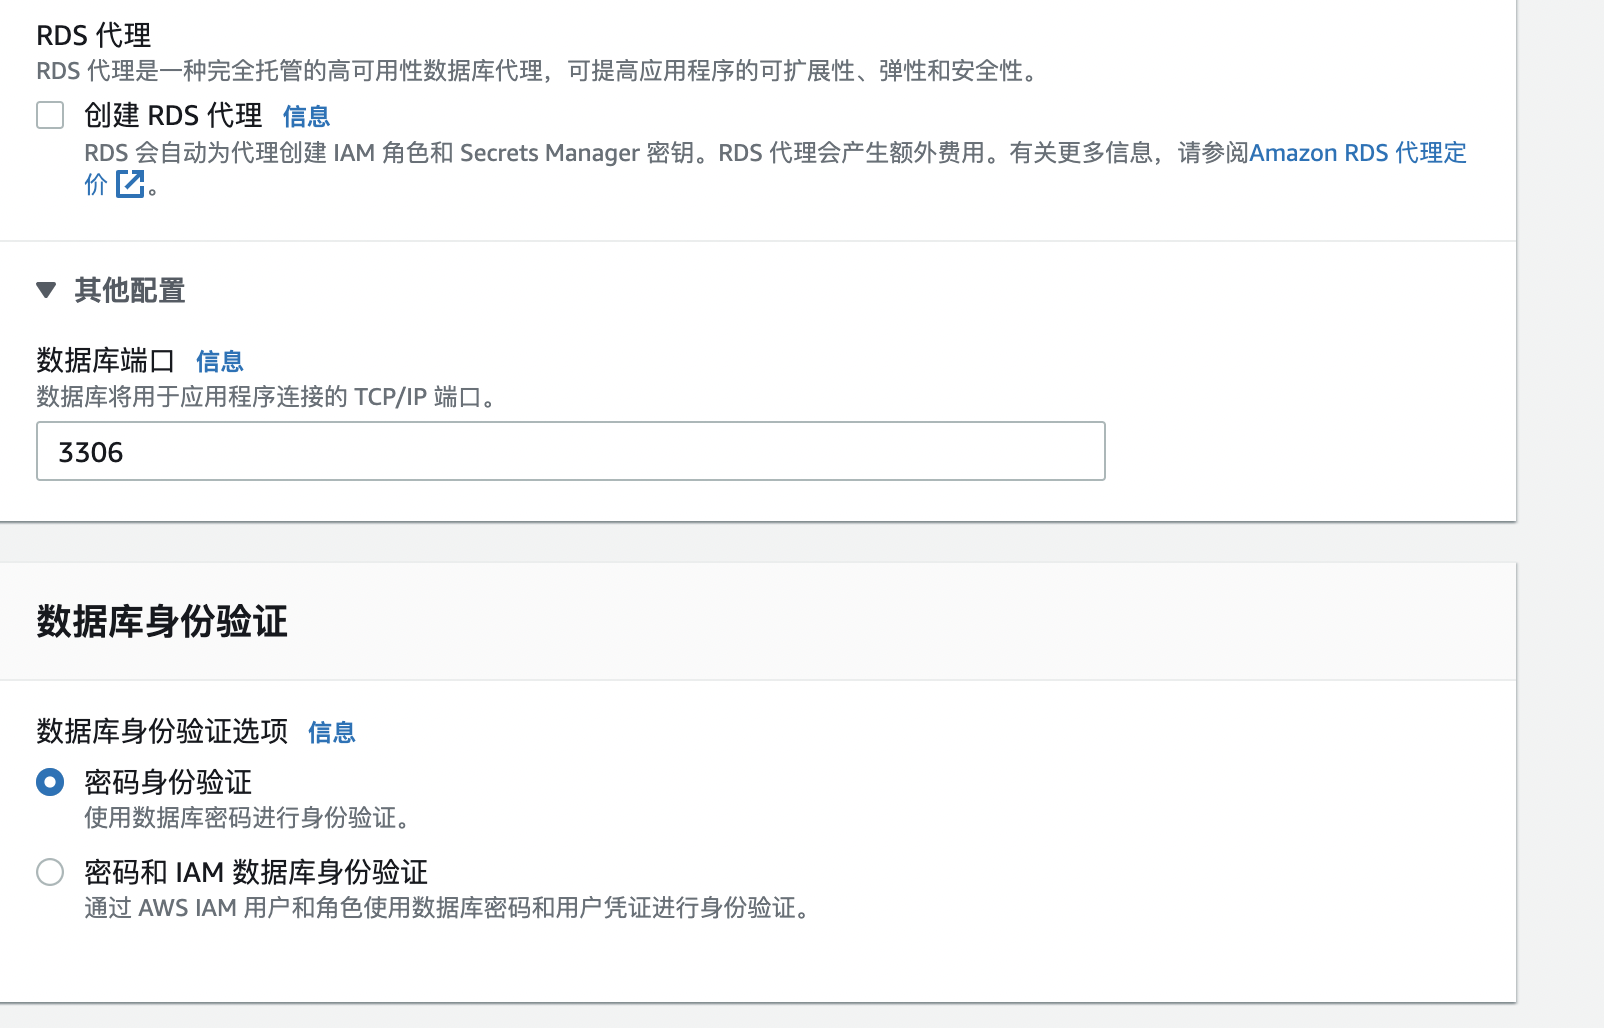 RDS 代理
RDS 代理是一种完全托管的高可用性数据库代理，可提高应用程序的可扩展性、弹性和安全性。
创建 RDS 代理 信息
RDS 会自动为代理创建 IAM 角色和 Secrets Manager 密钥。RDS 代理会产生额外费用。有关更多信息，请参阅Amazon RDS 代理定
价。
其他配置
数据库端口 信息
数据库将用于应用程序连接的 TCP/IP 端口。
3306
数据库身份验证
数据库身份验证选项 信息
密码身份验证
使用数据库密码进行身份验证。
密码和 IAM 数据库身份验证
通过 AWS IAM 用户和角色使用数据库密码和用户凭证进行身份验证。